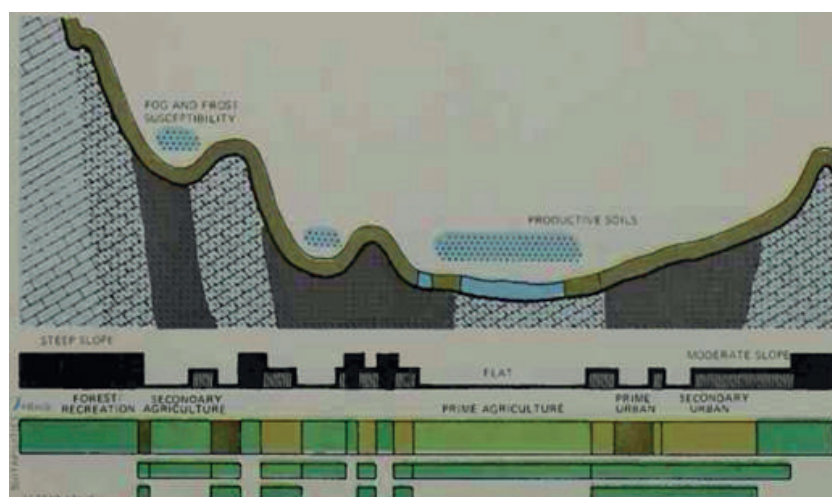 FOG AND FROST
SUSCEPTIBILITY
PRODUCTIVE SOILS
STEEP SLOPE
FLAT
MODERATE SLOPE
FOREST/
RECREATION
SECONDARY
AGRICULTURE
PRIME AGRICULTURE
PRIME
URBAN
SECONDARY
URBAN